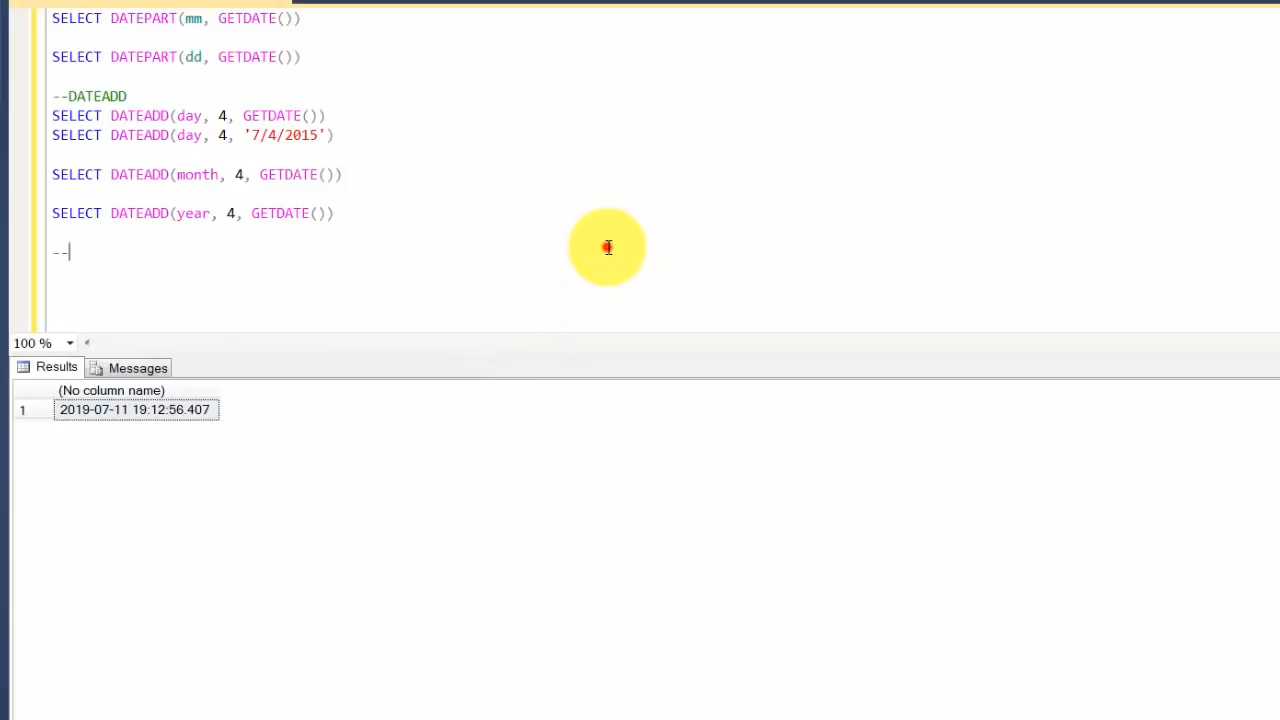 SELECT DATEPART(mm, GETDATE())
SELECT DATEPART(dd, GETDATE())
--DATEADD
SELECT DATEADD(day, 4, GETDATE())
SELECT DATEADD(day, 4, '7/4/2015')
SELECT DATEADD(month, 4, GETDATE())
SELECT DATEADD(year, 4, GETDATE())
--
100 %
Results Messages
(No column name)
1 2019-07-11 19:12:56.407